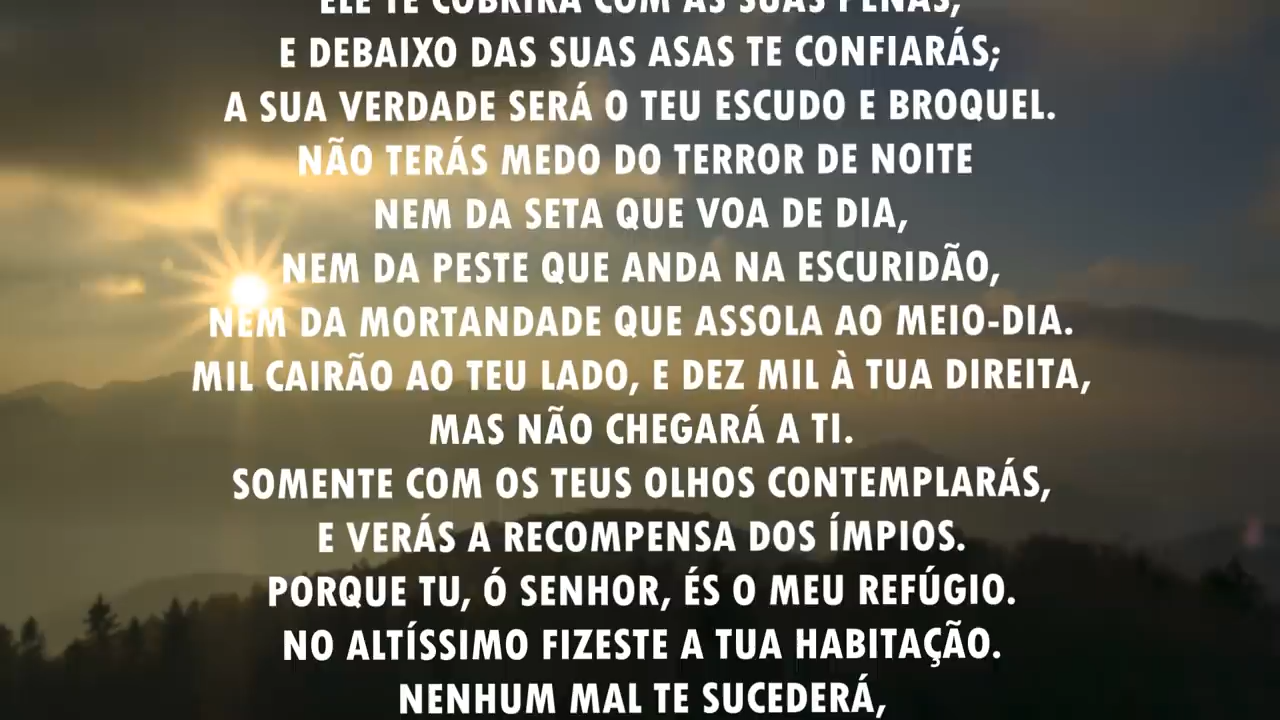 ELE TE COBRIRÁ COM AS SUAS PENAS,
E DEBAIXO DAS SUAS ASAS TE CONFIARÁS;
A SUA VERDADE SERÁ O TEU ESCUDO E BROQUEL.
NÃO TERÁS MEDO DO TERROR DE NOITE
NEM DA SETA QUE VOA DE DIA,
NEM DA PESTE QUE ANDA NA ESCURIDÃO,
NEM DA MORTANDADE QUE ASSOLA AO MEIO-DIA.
MIL CAIRÃO AO TEU LADO, E DEZ MIL À TUA DIREITA,
MAS NÃO CHEGARÁ A TI.
SOMENTE COM OS TEUS OLHOS CONTEMPLARÁS,
E VERÁS A RECOMPENSA DOS ÍMPIOS.
PORQUE TU, Ó SENHOR, ÉS O MEU REFÚGIO.
NO ALTÍSSIMO FIZESTE A TUA HABITAÇÃO.
NENHUM MAL TE SUCEDERÁ,